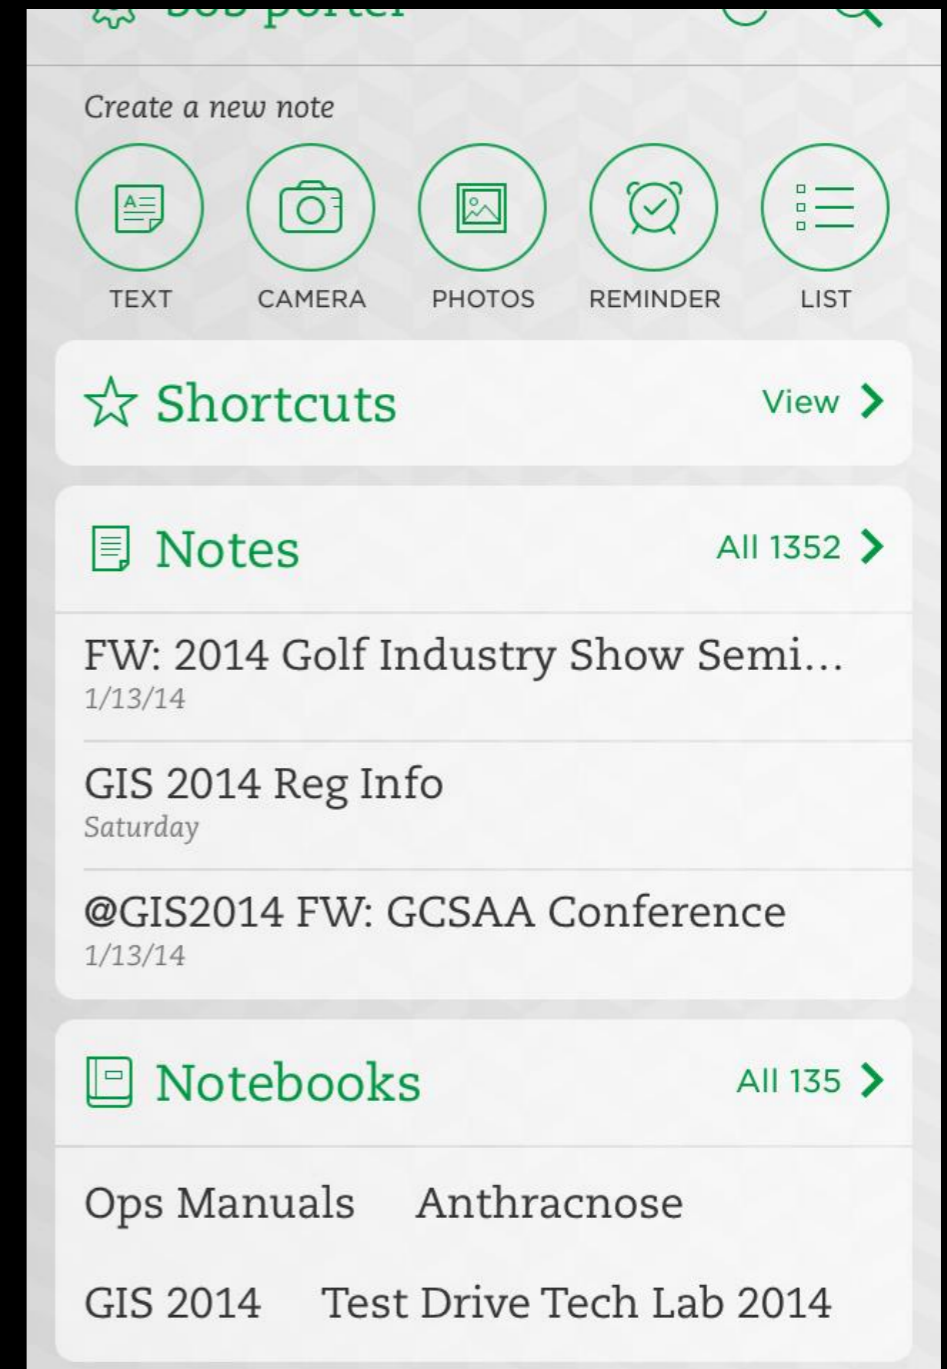 Create a new note
TEXT CAMERA PHOTOS REMINDER LIST
Shortcuts View
Notes All 1352
FW: 2014 Golf Industry Show Semi...
1/13/14
GIS 2014 Reg Info
Saturday
@GIS2014 FW: GCSAA Conference
1/13/14
Notebooks All 135
Ops Manuals Anthracnose
GIS 2014 Test Drive Tech Lab 2014